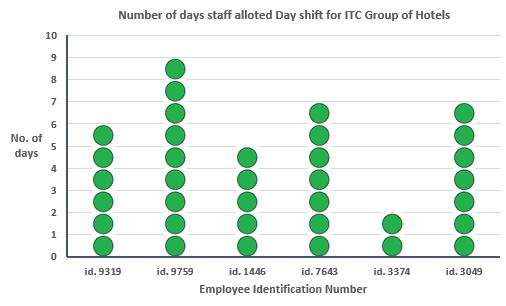 Number of days staff alloted Day shift for ITC Group of Hotels
10
9
8
7
6
5
4
3
2
1
0
No. of
days
id. 9319 id. 9759 id. 1446 id. 7643 id. 3374 id. 3049
Employee Identification Number